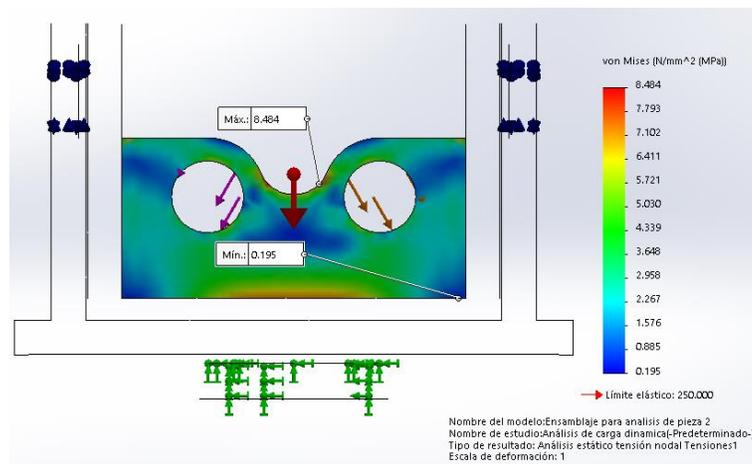 von Mises (N/mm^2 (MPa))
8.484
7.793
7.102
6.411
5.721
5.030
4.339
3.648
2.958
2.267
1.576
0.885
0.195
Máx.: 8.484
Mín.: 0.195
Límite elástico: 250.000
Nombre del modelo:Ensamblaje para analisis de pieza 2
Nombre de estudio:Análisis de carga dinamica(-Predeterminado-
Tipo de resultado: Análisis estático tensión nodal Tensiones1
Escala de deformación: 1